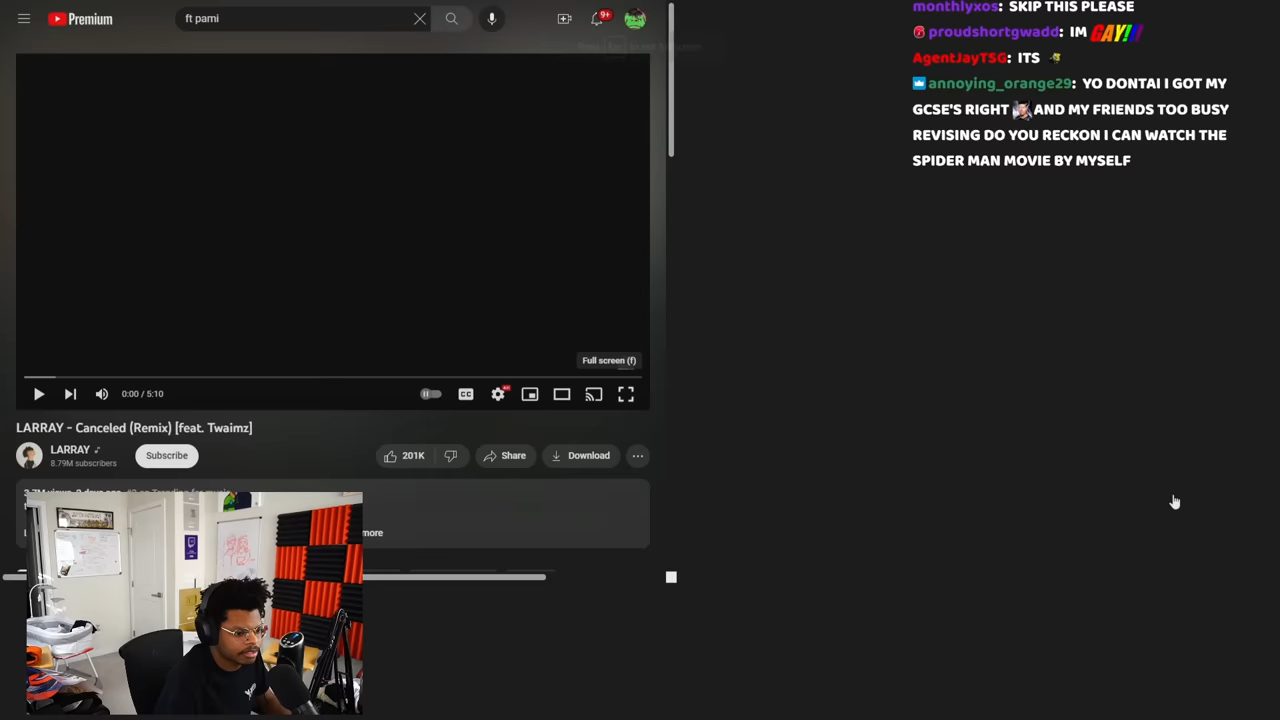 Premium
ft pami
9+
monthlyxos: SKIP THIS PLEASE
proudshortgwadd: IM GAY!!
AgentJayTSG: ITS
annoying_orange29: YO DONTAI I GOT MY
GCSE'S RIGHT AND MY FRIENDS TOO BUSY
REVISING DO YOU RECKON I CAN WATCH THE
SPIDER MAN MOVIE BY MYSELF
Full screen (f)
0:00 / 5:10
CC
LARRAY - Canceled (Remix) [feat. Twaimz]
LARRAY
8.79M subscribers
Subscribe
201K
Share
Download
more